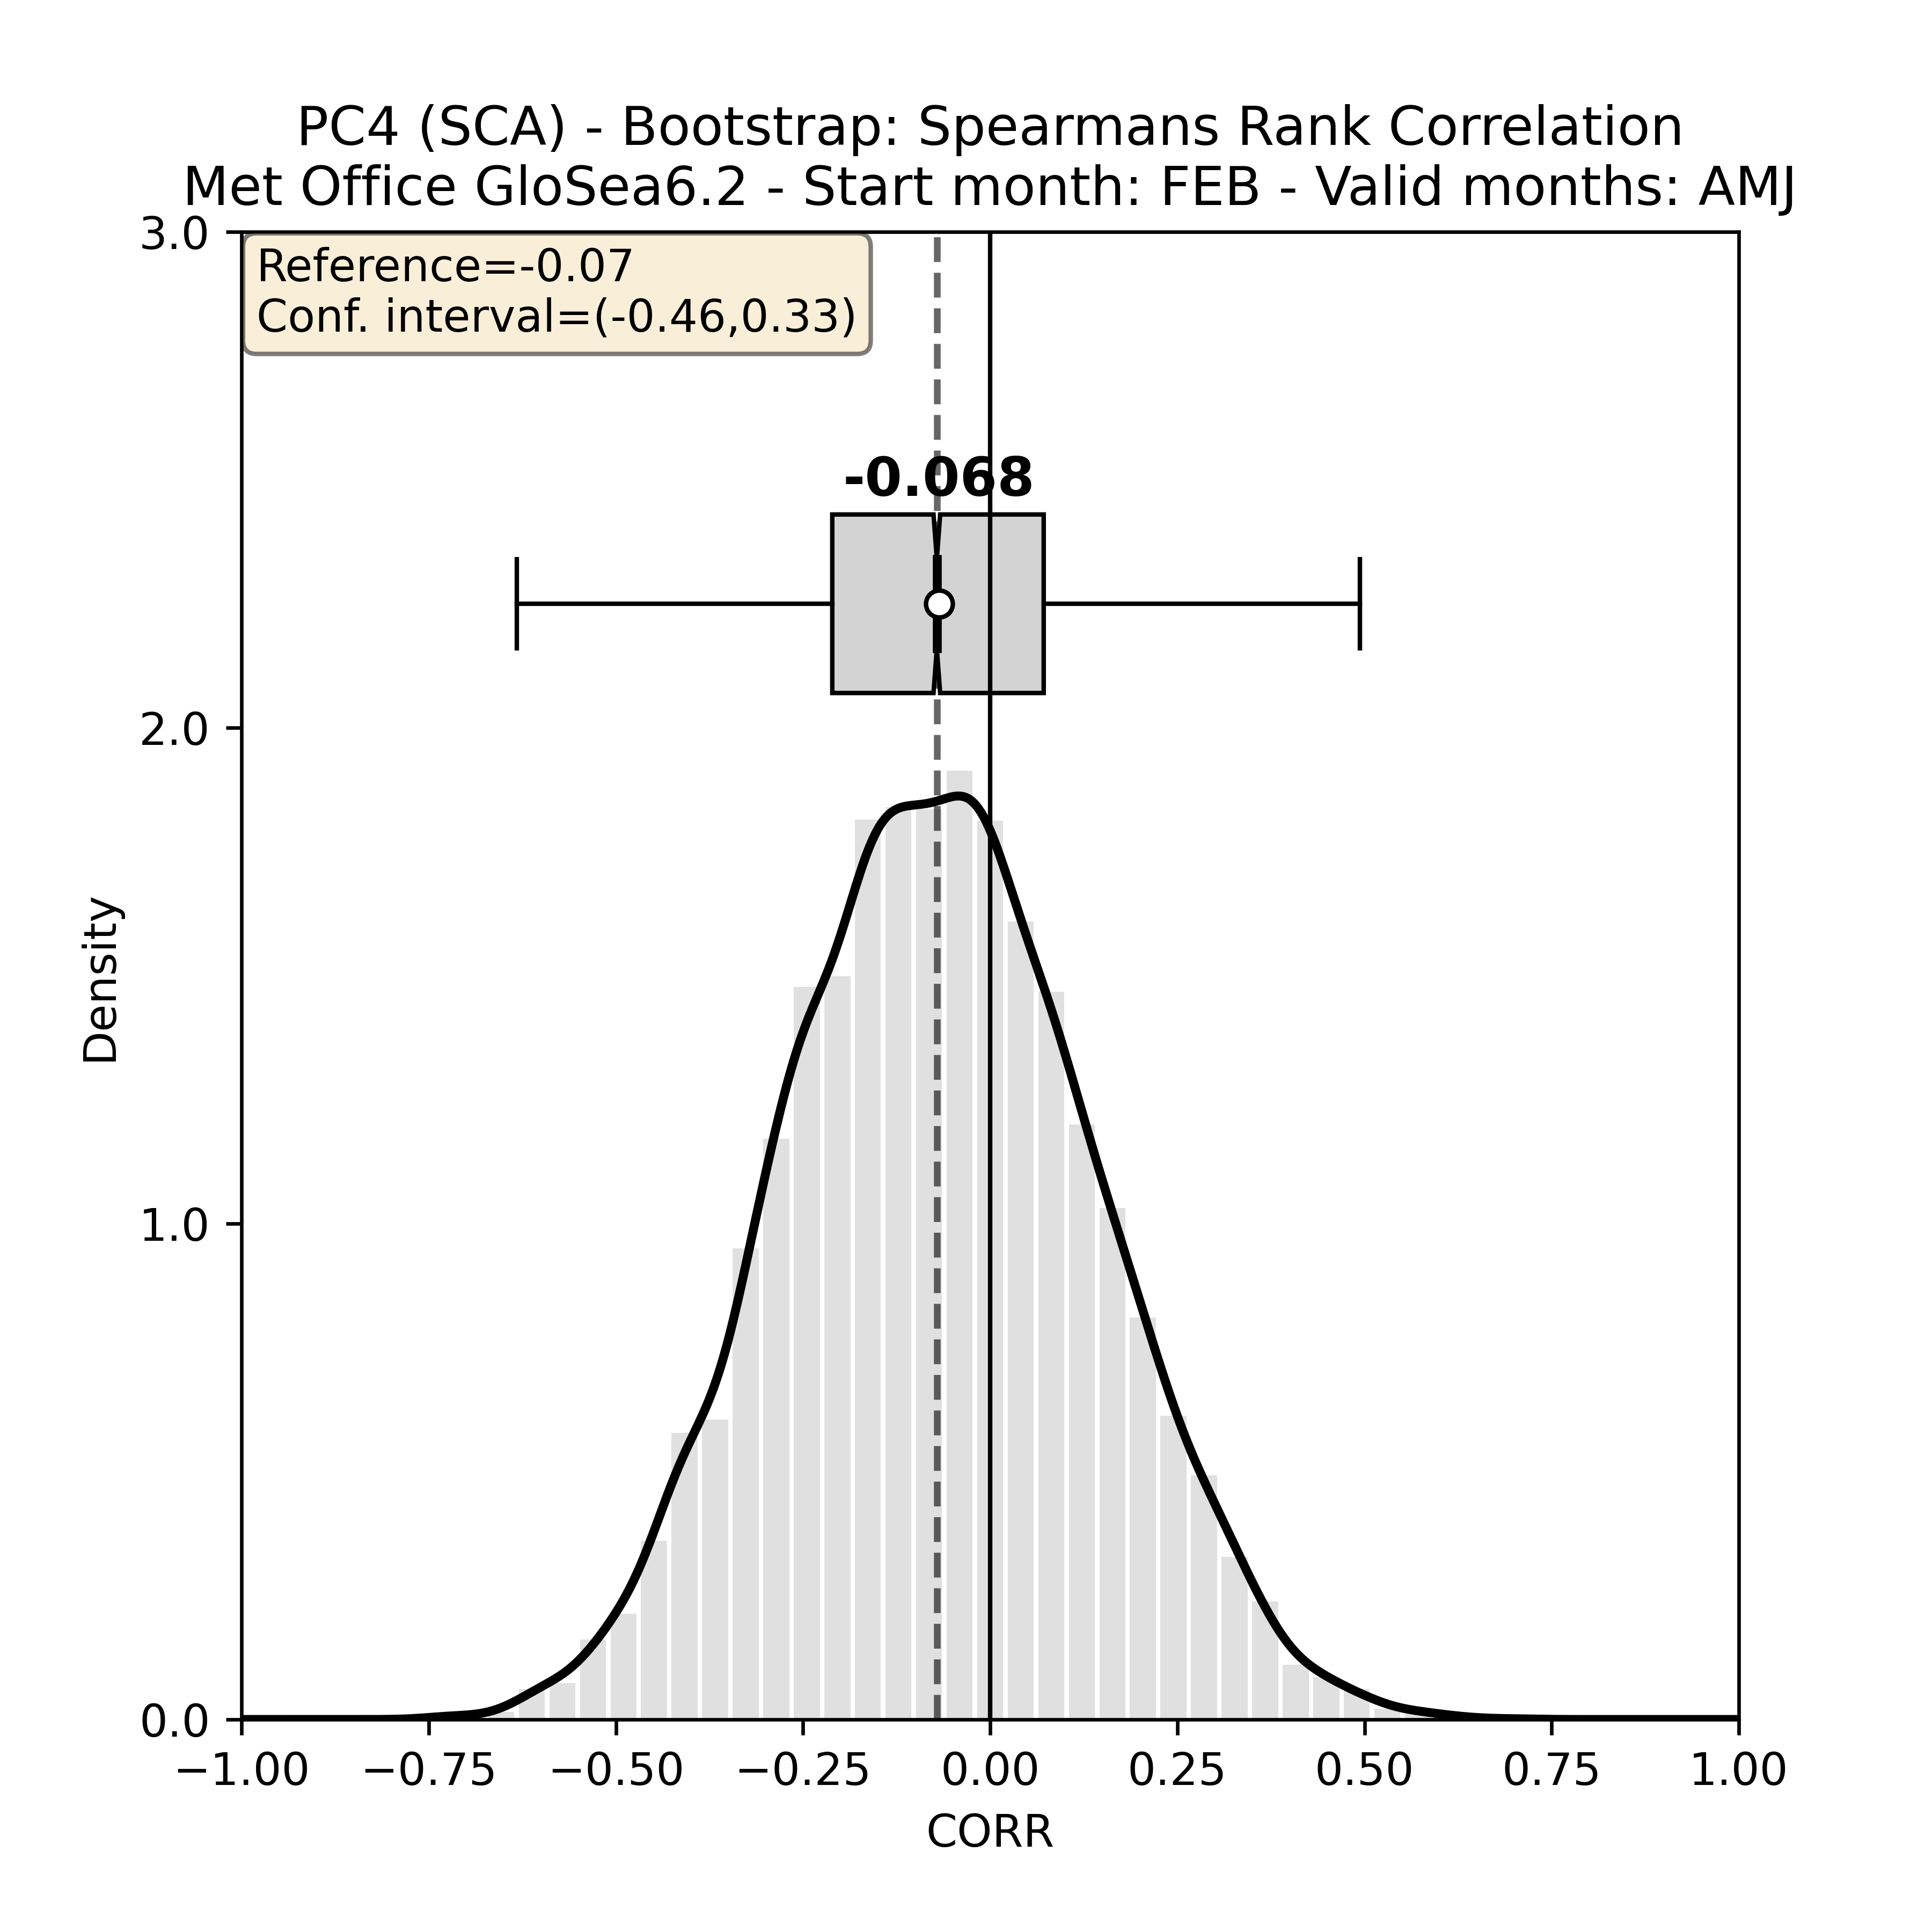 PC4 (SCA) - Bootstrap: Spearmans Rank Correlation
Met Office GloSea6.2 - Start month: FEB - Valid months: AMJ
Reference=-0.07
Conf. interval=(-0.46,0.33)
-0.068
3.0
2.0
1.0
0.0
Density
−1.00 −0.75 −0.50 −0.25 0.00 0.25 0.50 0.75 1.00
CORR